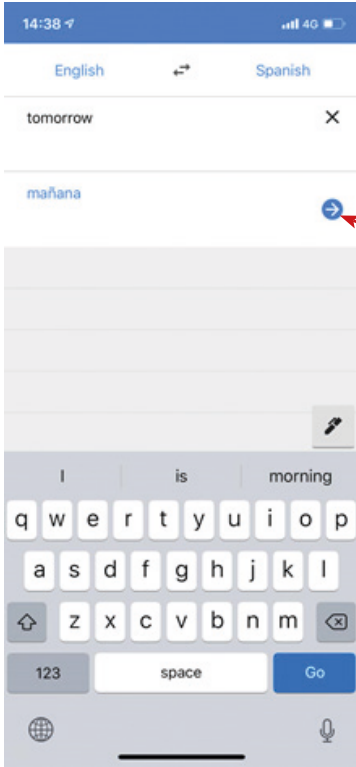 14:38 4G
English Spanish
tomorrow
mañana
I is morning
q w e r t y u i o p
a s d f g h j k l
z x c v b n m
123 space Go